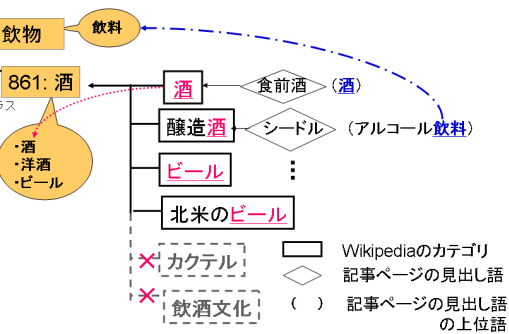 飲物
飲料
861: 酒
ラス
・酒
・洋酒
・ビール
酒
食前酒
(酒)
醸造酒
シードル
(アルコール飲料)
ビール
北米のビール
カクテル
飲酒文化
Wikipediaのカテゴリ
記事ページの見出し語
( ) 記事ページの見出し語
の上位語